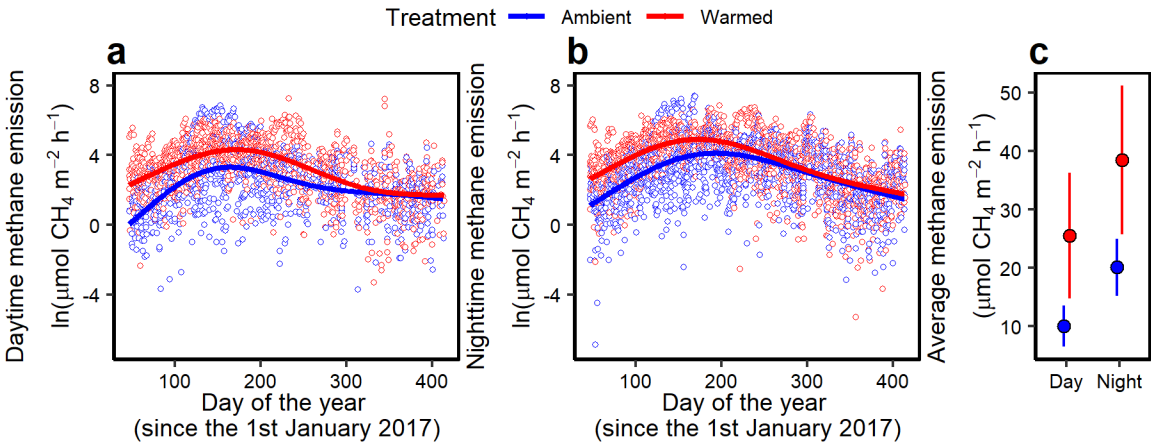 Treatment Ambient Warmed
a
Daytime methane emission
ln(μmol CH₄ m⁻² h⁻¹)
8
4
0
-4
100 200 300 400
Day of the year
(since the 1st January 2017)
b
Nighttime methane emission
ln(μmol CH₄ m⁻² h⁻¹)
8
4
0
-4
100 200 300 400
Day of the year
(since the 1st January 2017)
c
Average methane emission
(μmol CH₄ m⁻² h⁻¹)
50
40
30
20
10
Day Night